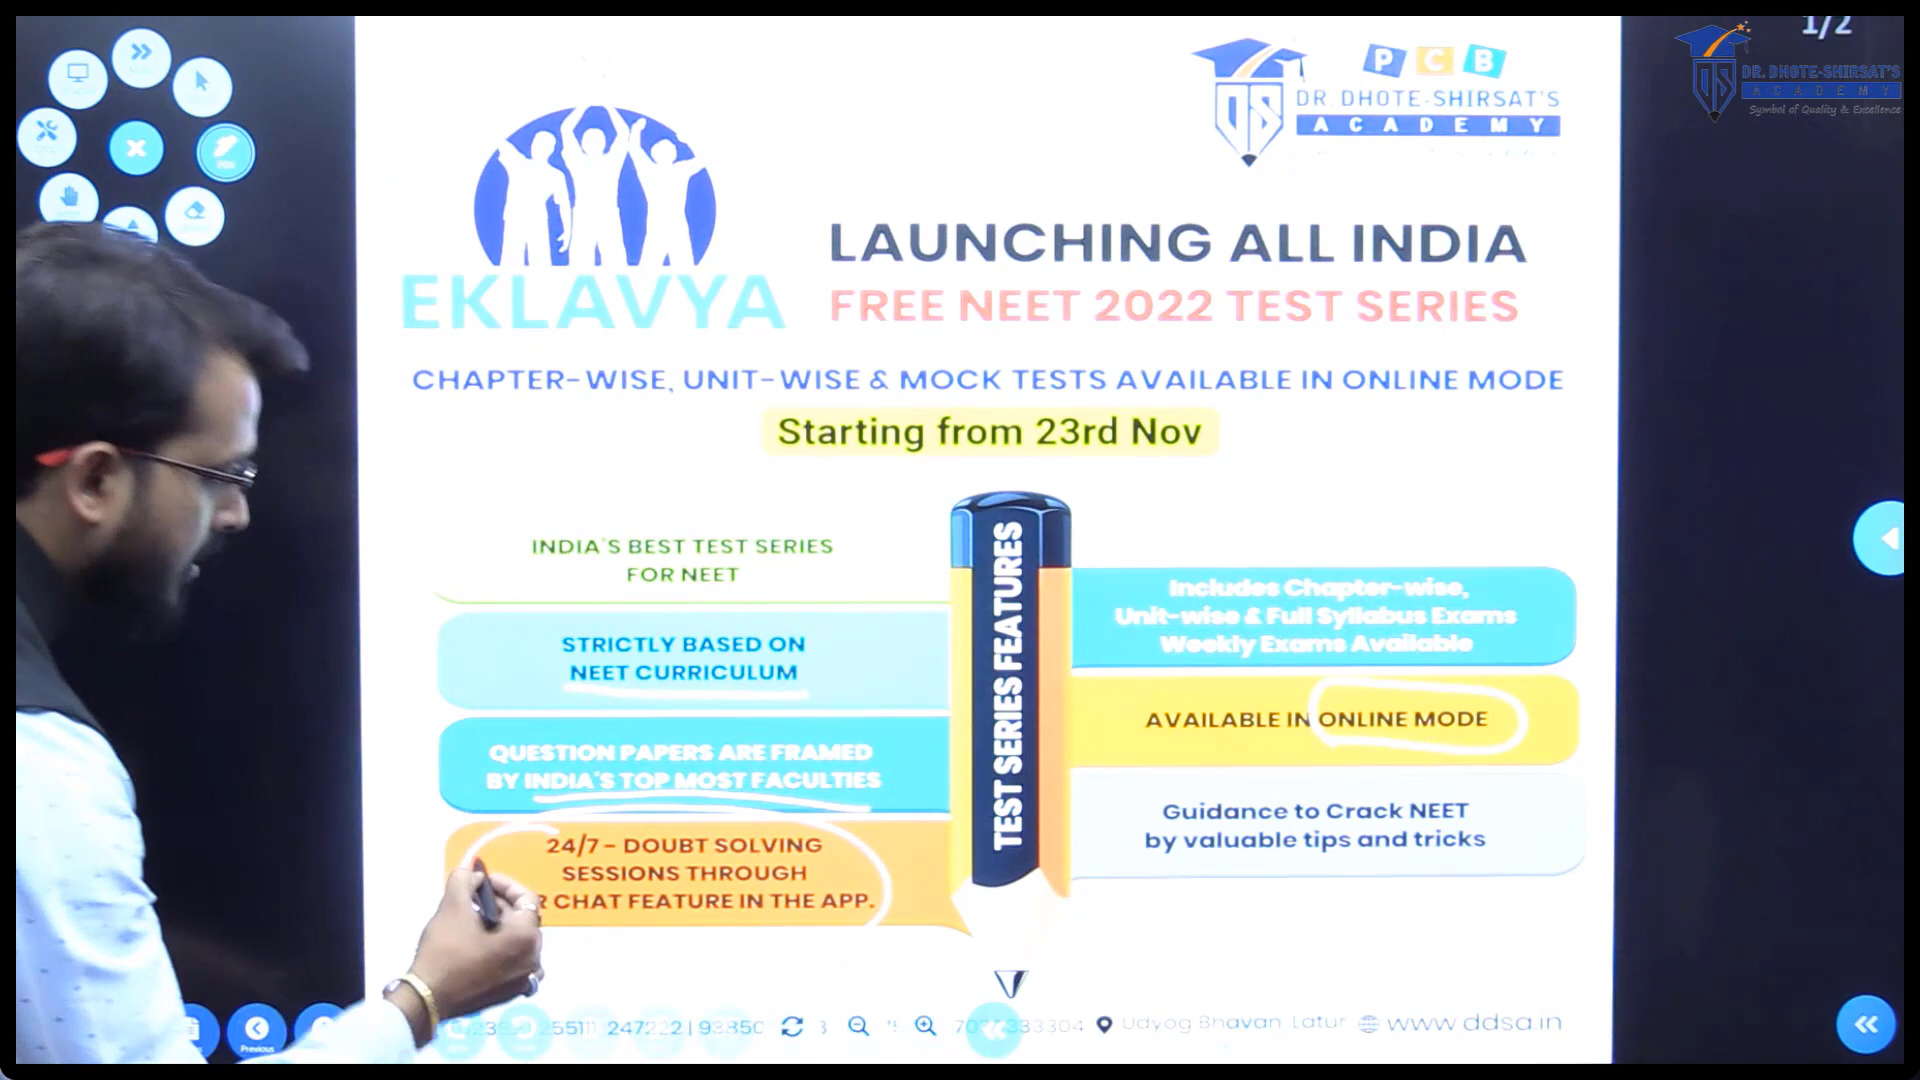 1/2
DR. DHOTE-SHIRSAT'S
ACADEMY
Symbol of Quality & Excellence
P C B
DS
DR. DHOTE-SHIRSAT'S
ACADEMY
EKLAVYA
LAUNCHING ALL INDIA
FREE NEET 2022 TEST SERIES
CHAPTER-WISE, UNIT-WISE & MOCK TESTS AVAILABLE IN ONLINE MODE
Starting from 23rd Nov
TEST SERIES FEATURES
INDIA'S BEST TEST SERIES
FOR NEET
STRICTLY BASED ON
NEET CURRICULUM
QUESTION PAPERS ARE FRAMED
BY INDIA'S TOP MOST FACULTIES
24/7 - DOUBT SOLVING
SESSIONS THROUGH
CHAT FEATURE IN THE APP.
Includes Chapter-wise,
Unit-wise & Full Syllabus Exams
Weekly Exams Available
AVAILABLE IN ONLINE MODE
Guidance to Crack NEET
by valuable tips and tricks
Previous
255111 247222 | Udyog Bhavan, Latur www.ddsa.in